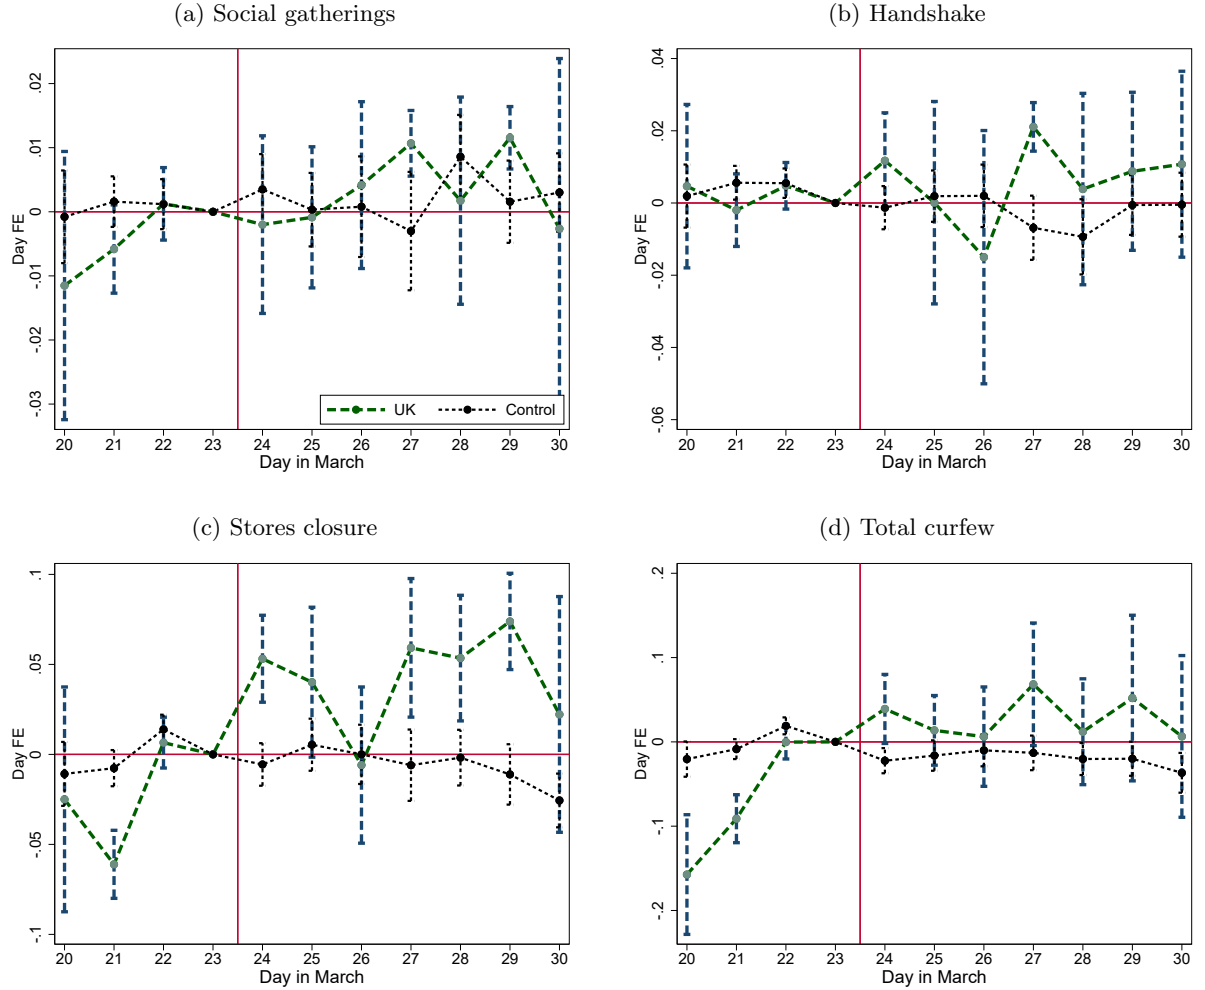 (a) Social gatherings
.02
.01
0
-.01
-.02
-.03
Day FE
UK
Control
20 21 22 23 24 25 26 27 28 29 30
Day in March
(b) Handshake
.04
.02
0
-.02
-.04
-.06
Day FE
20 21 22 23 24 25 26 27 28 29 30
Day in March
(c) Stores closure
.1
.05
0
-.05
-.1
Day FE
20 21 22 23 24 25 26 27 28 29 30
Day in March
(d) Total curfew
.2
.1
0
-.1
-.2
Day FE
20 21 22 23 24 25 26 27 28 29 30
Day in March